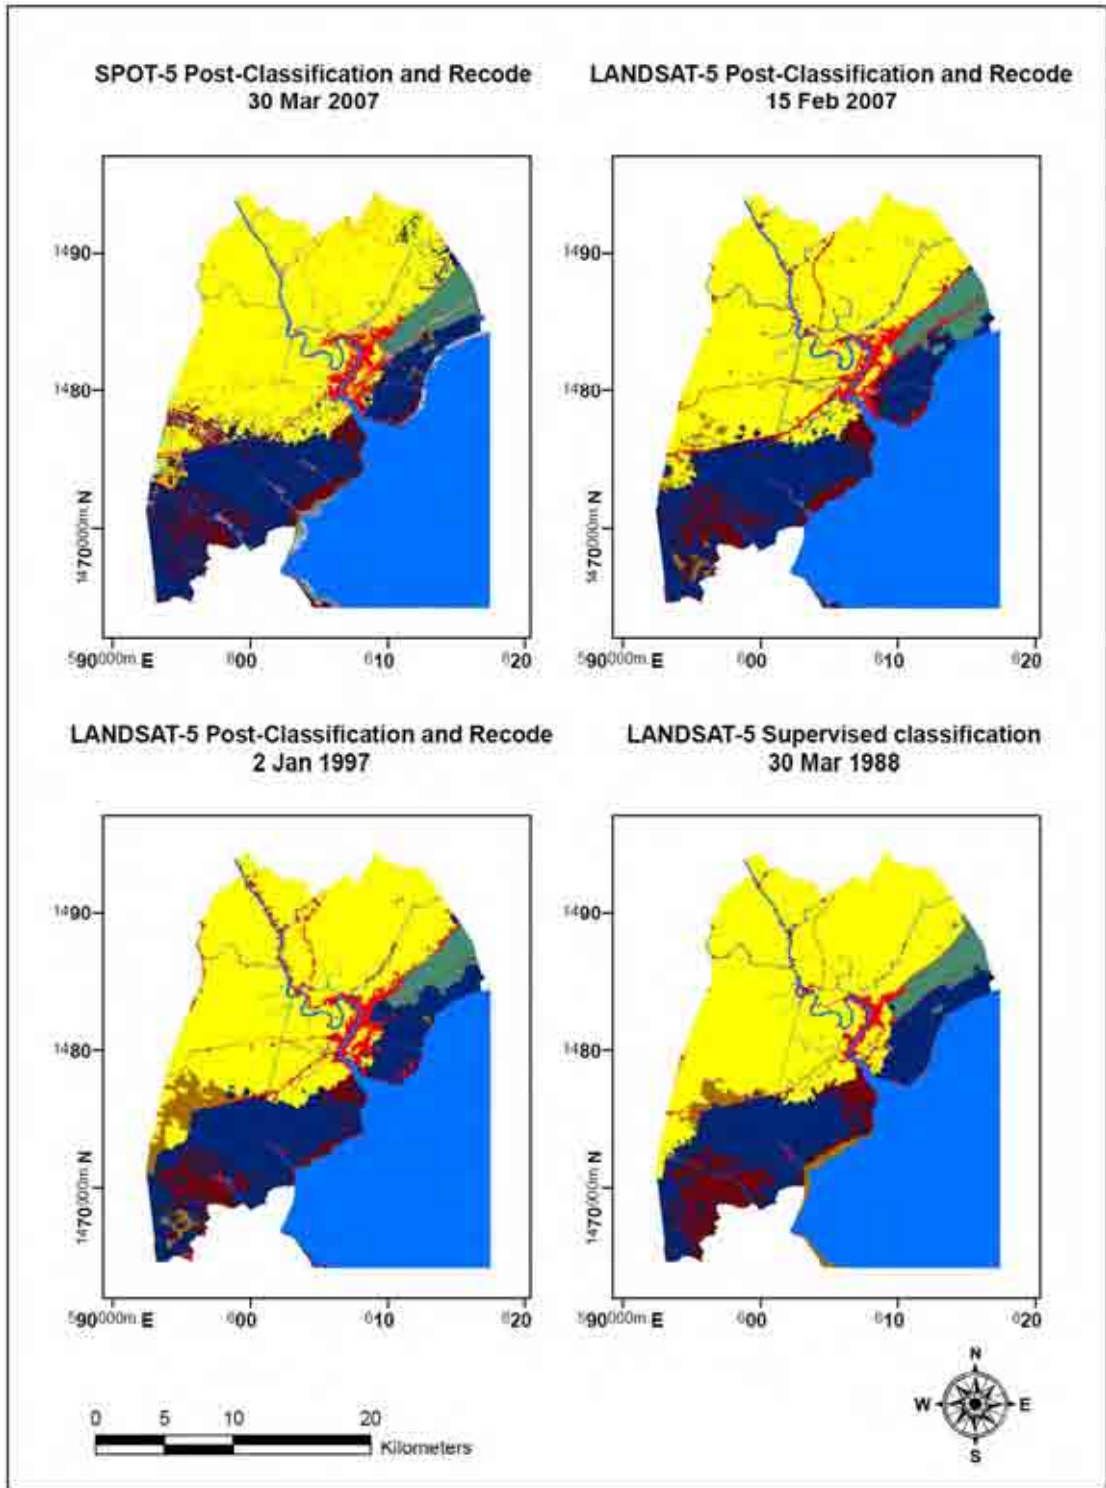 SPOT-5 Post-Classification and Recode
30 Mar 2007
LANDSAT-5 Post-Classification and Recode
15 Feb 2007
1490
1480
1470000m. N
590000m. E
600
610
620
1490
1480
1470000m. N
590000m. E
600
610
620
LANDSAT-5 Post-Classification and Recode
2 Jan 1997
LANDSAT-5 Supervised classification
30 Mar 1988
1490
1480
1470000m. N
590000m. E
600
610
620
1490
1480
1470000m. N
590000m. E
600
610
620
0 5 10 20
Kilometers
N
W E
S